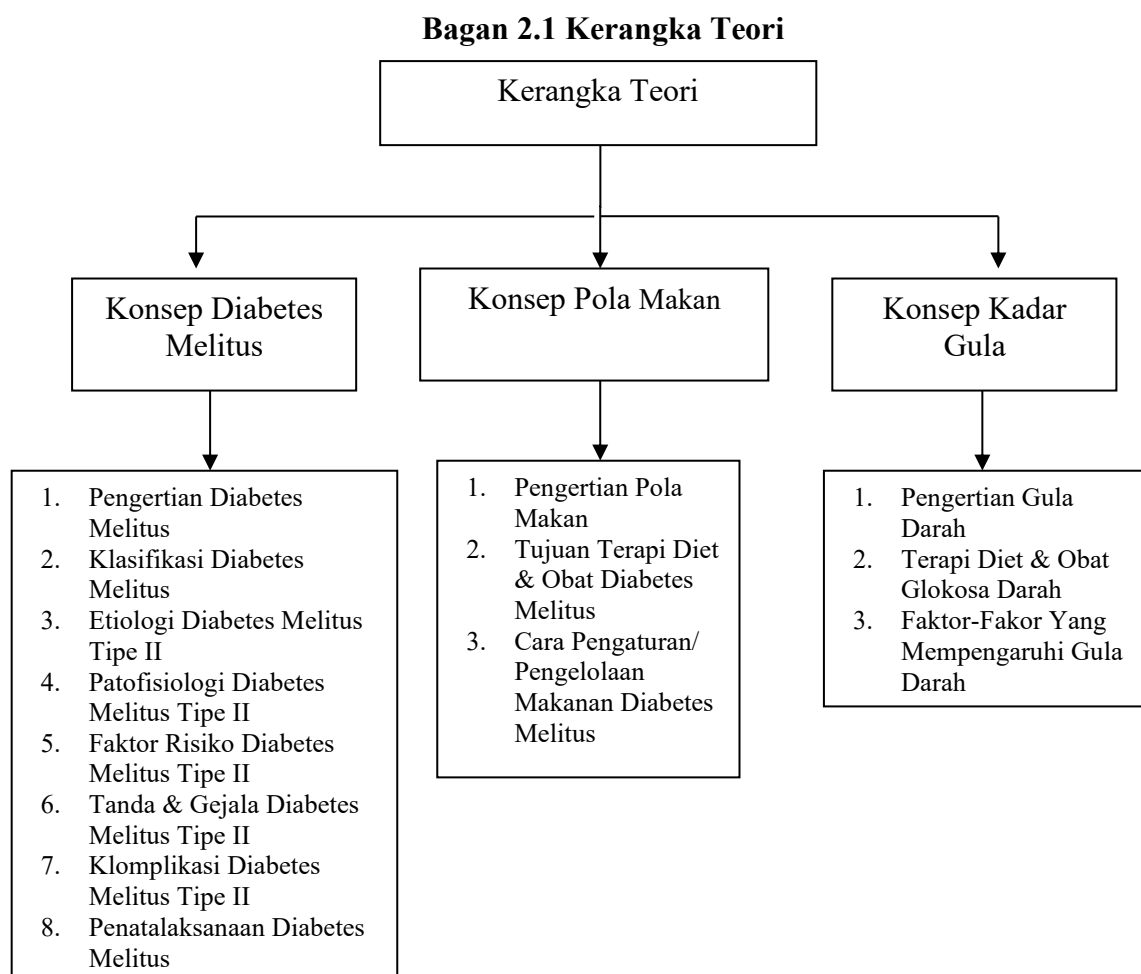 Bagan 2.1 Kerangka Teori
Kerangka Teori
Konsep Diabetes
Melitus
Konsep Pola Makan
Konsep Kadar
Gula
1. Pengertian Diabetes
Melitus
2. Klasifikasi Diabetes
Melitus
3. Etiologi Diabetes Melitus
Tipe II
4. Patofisiologi Diabetes
Melitus Tipe II
5. Faktor Risiko Diabetes
Melitus Tipe II
6. Tanda & Gejala Diabetes
Melitus Tipe II
7. Klomplikasi Diabetes
Melitus Tipe II
8. Penatalaksanaan Diabetes
Melitus
1. Pengertian Pola
Makan
2. Tujuan Terapi Diet
& Obat Diabetes
Melitus
3. Cara Pengaturan/
Pengelolaan
Makanan Diabetes
Melitus
1. Pengertian Gula
Darah
2. Terapi Diet & Obat
Glokosa Darah
3. Faktor-Fakor Yang
Mempengaruhi Gula
Darah